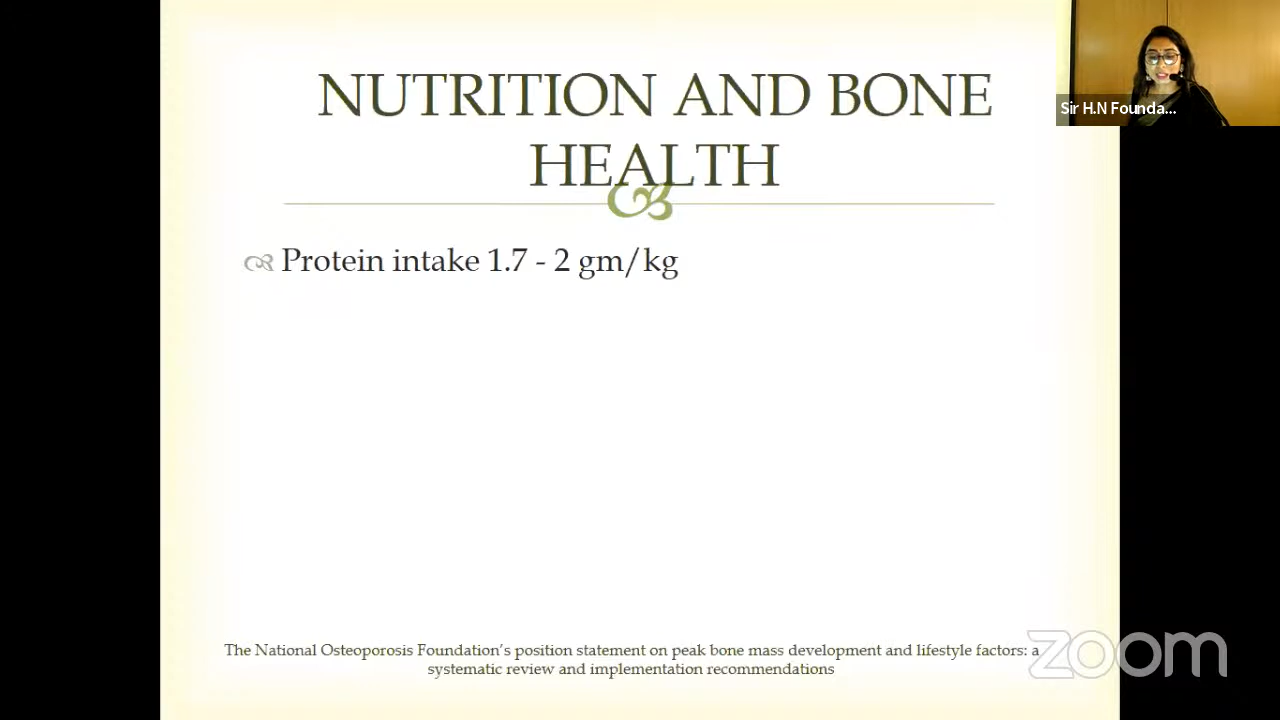 NUTRITION AND BONE
HEALTH
Protein intake 1.7 - 2 gm/kg
The National Osteoporosis Foundation's position statement on peak bone mass development and lifestyle factors: a
systematic review and implementation recommendations
Sir H.N Founda...
zoom